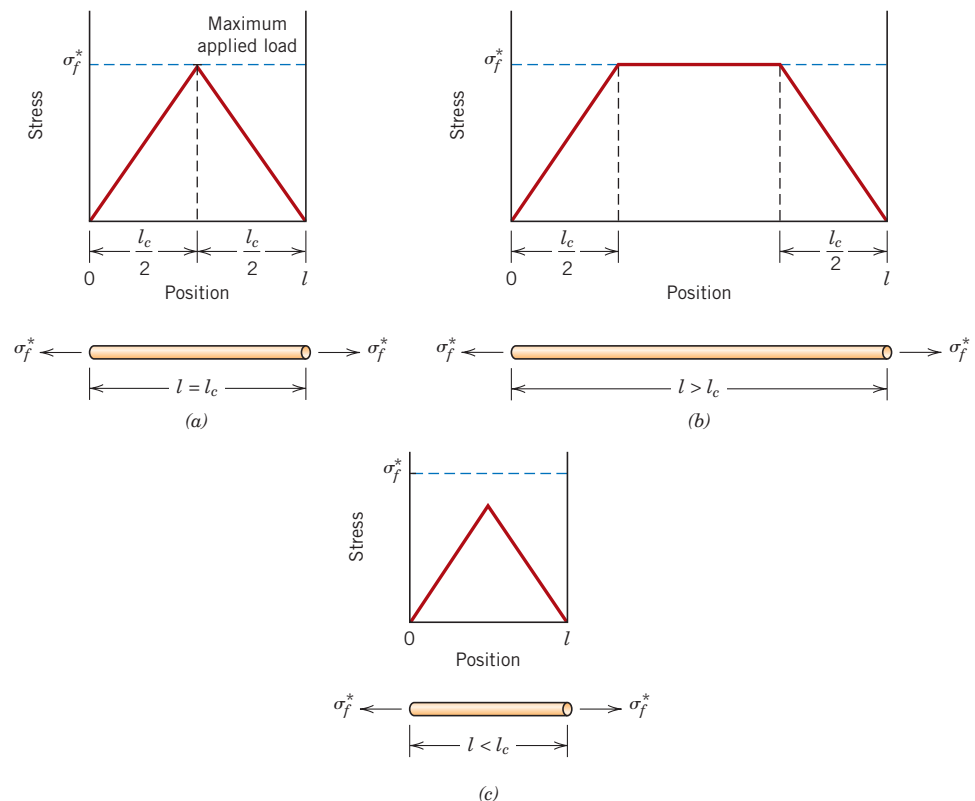 Maximum
applied load
σ*f
Stress
lc/2 lc/2
0 l
Position
σ*f σ*f
l = lc
(a)
σ*f
Stress
lc/2 lc/2
0 l
Position
σ*f σ*f
l > lc
(b)
σ*f
Stress
0 l
Position
σ*f σ*f
l < lc
(c)